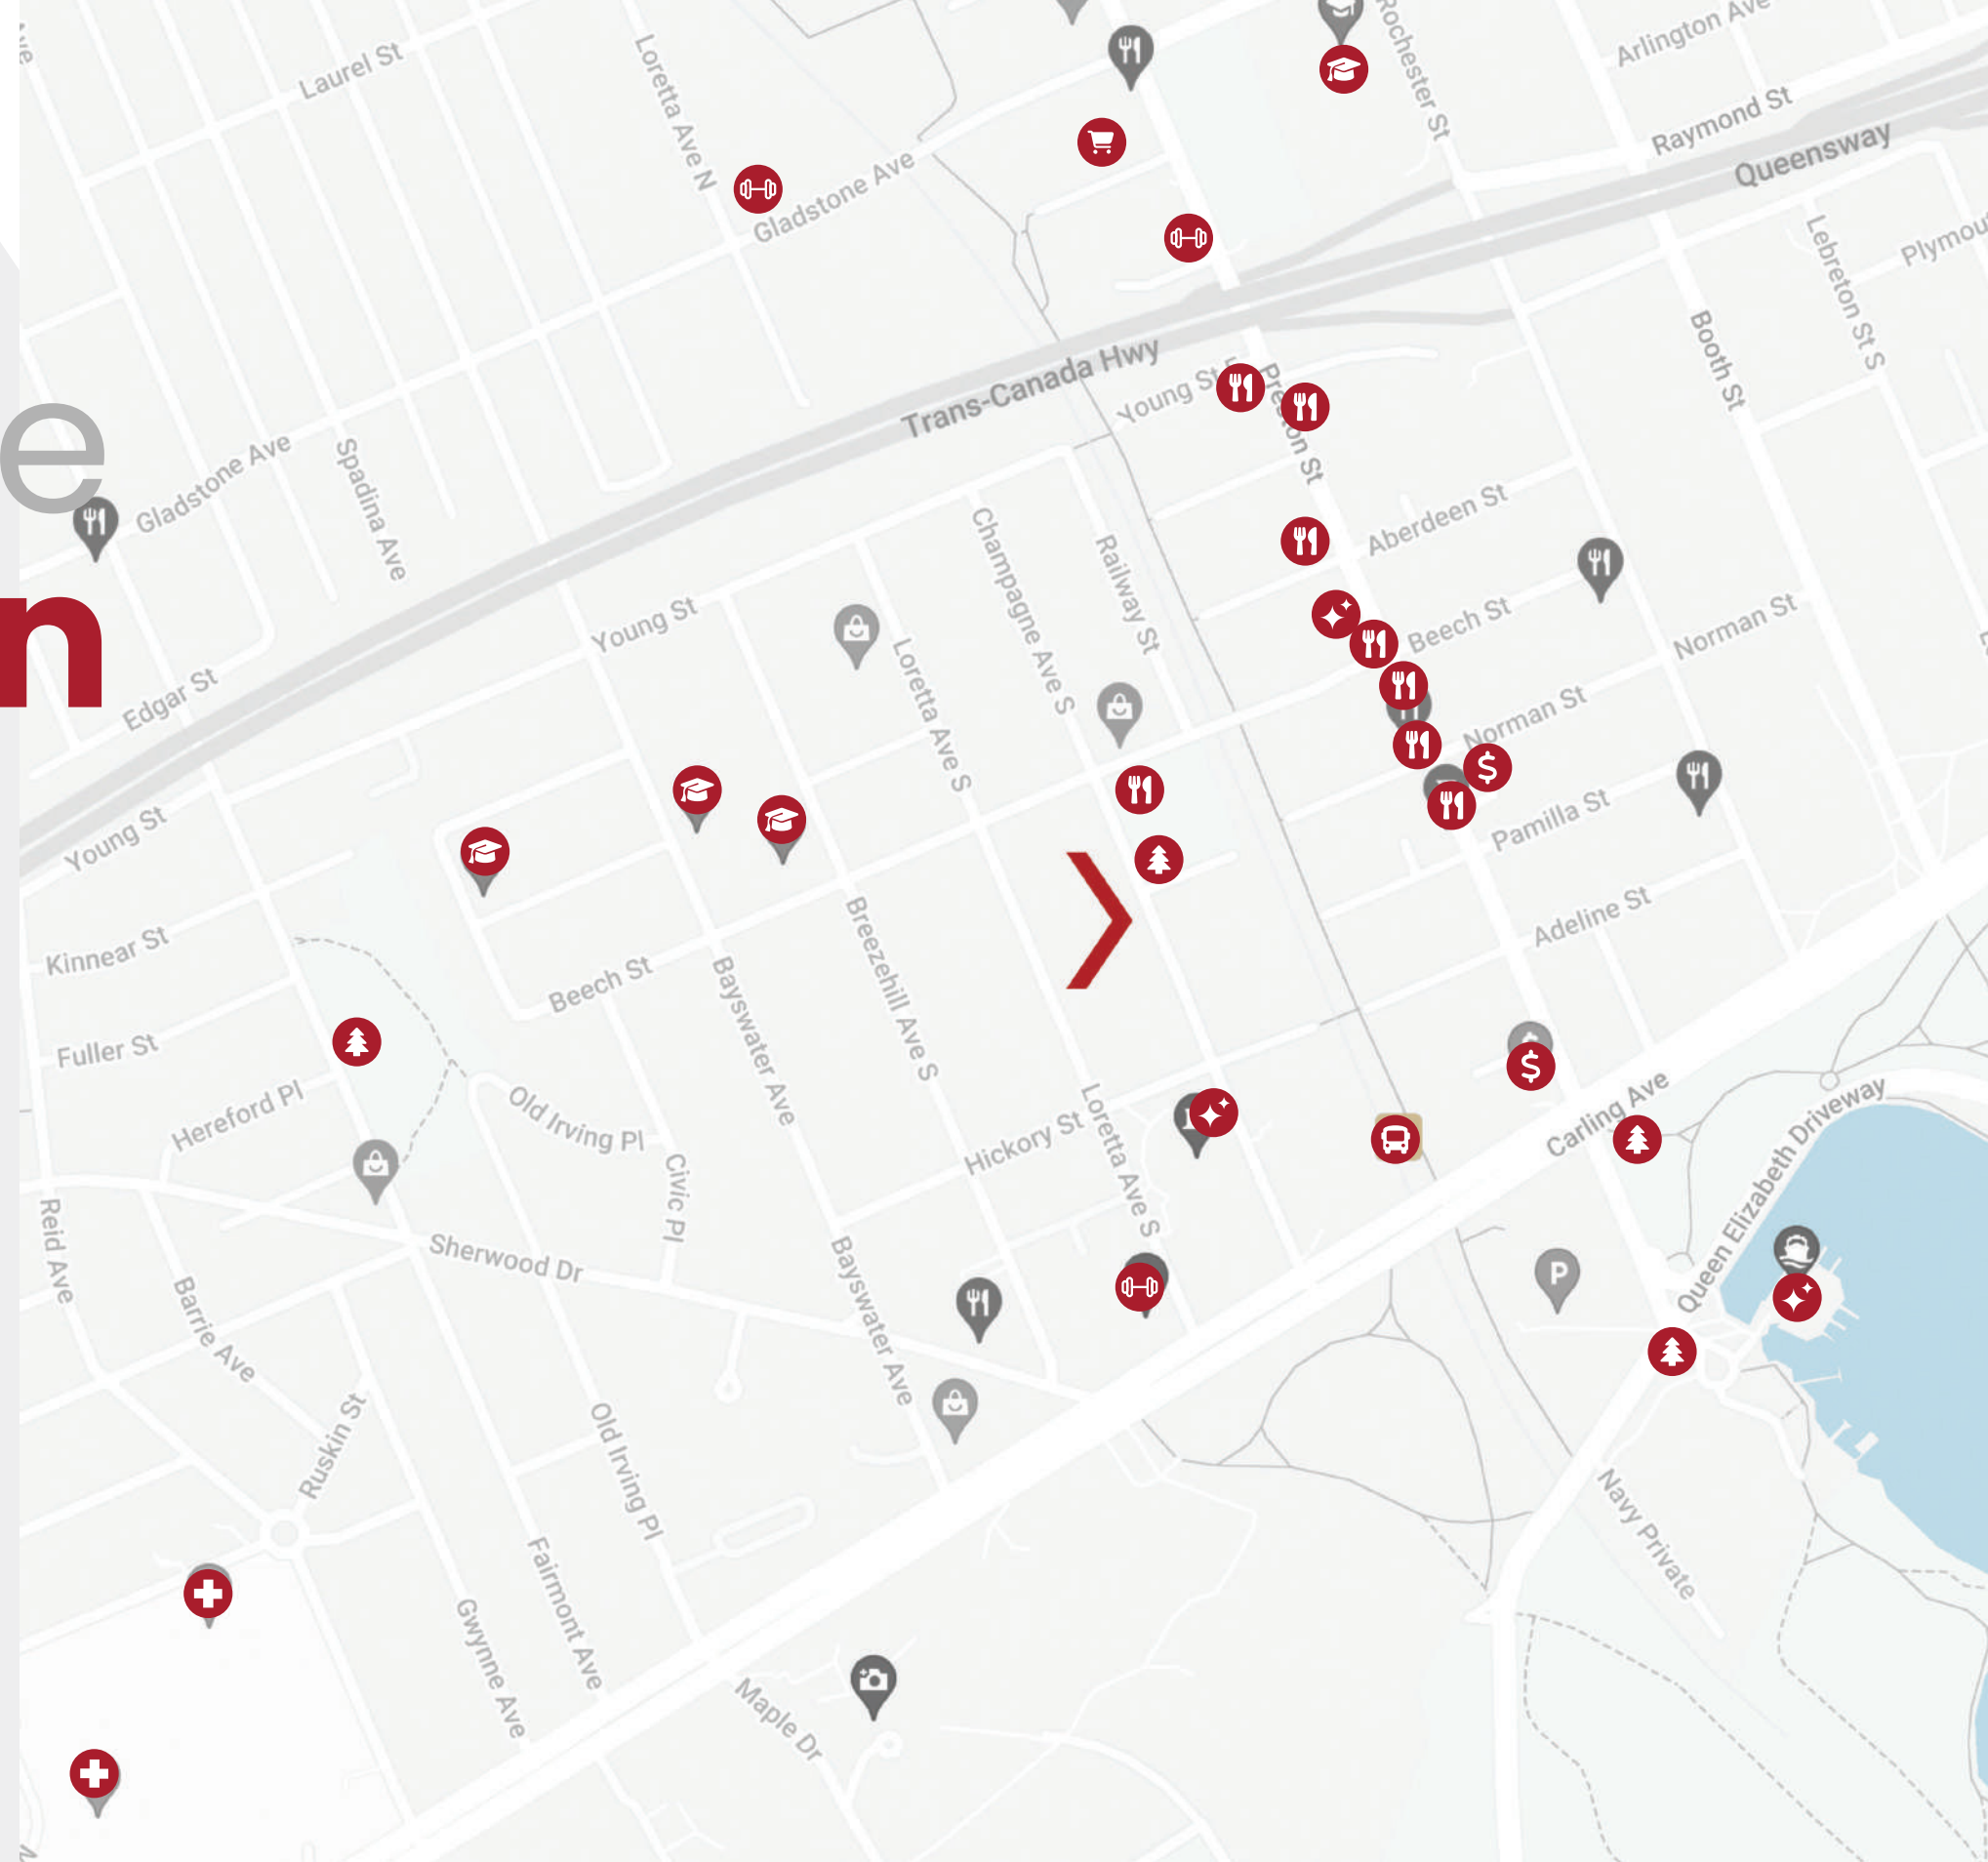 Laurel St
Loretta Ave N
Gladstone Ave
Rochester St
Arlington Ave
Raymond St
Queensway
Lebreton St S
Booth St
Trans-Canada Hwy
Young St
Preston St
e
Gladstone Ave
Spadina Ave
Champagne Ave S
Railway St
Aberdeen St
Beech St
Norman St
n
Edgar St
Young St
Loretta Ave S
Norman St
$
Pamilla St
Young St
Kinnear St
Beech St
Bayswater Ave
Breezehill Ave S
Adeline St
Fuller St
Hereford Pl
Old Irving Pl
Civic Pl
Hickory St
Loretta Ave S
$
Carling Ave
Queen Elizabeth Driveway
Reid Ave
Barrie Ave
Sherwood Dr
Bayswater Ave
P
Ruskin St
Old Irving Pl
Navy Private
Gwynne Ave
Fairmont Ave
Maple Dr